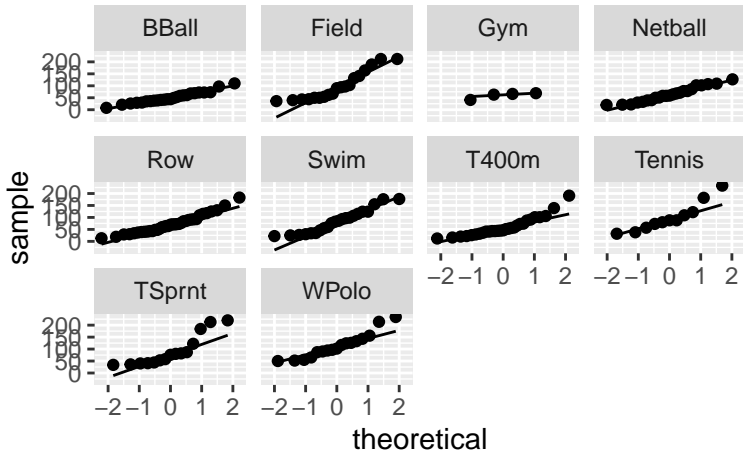 BBall Field Gym Netball
200
150
100
50
0
Row Swim T400m Tennis
200
150
100
50
0
−2 −1 0 1 2 −2 −1 0 1 2
TSprnt WPolo
200
150
100
50
0
−2 −1 0 1 2 −2 −1 0 1 2
theoretical
sample